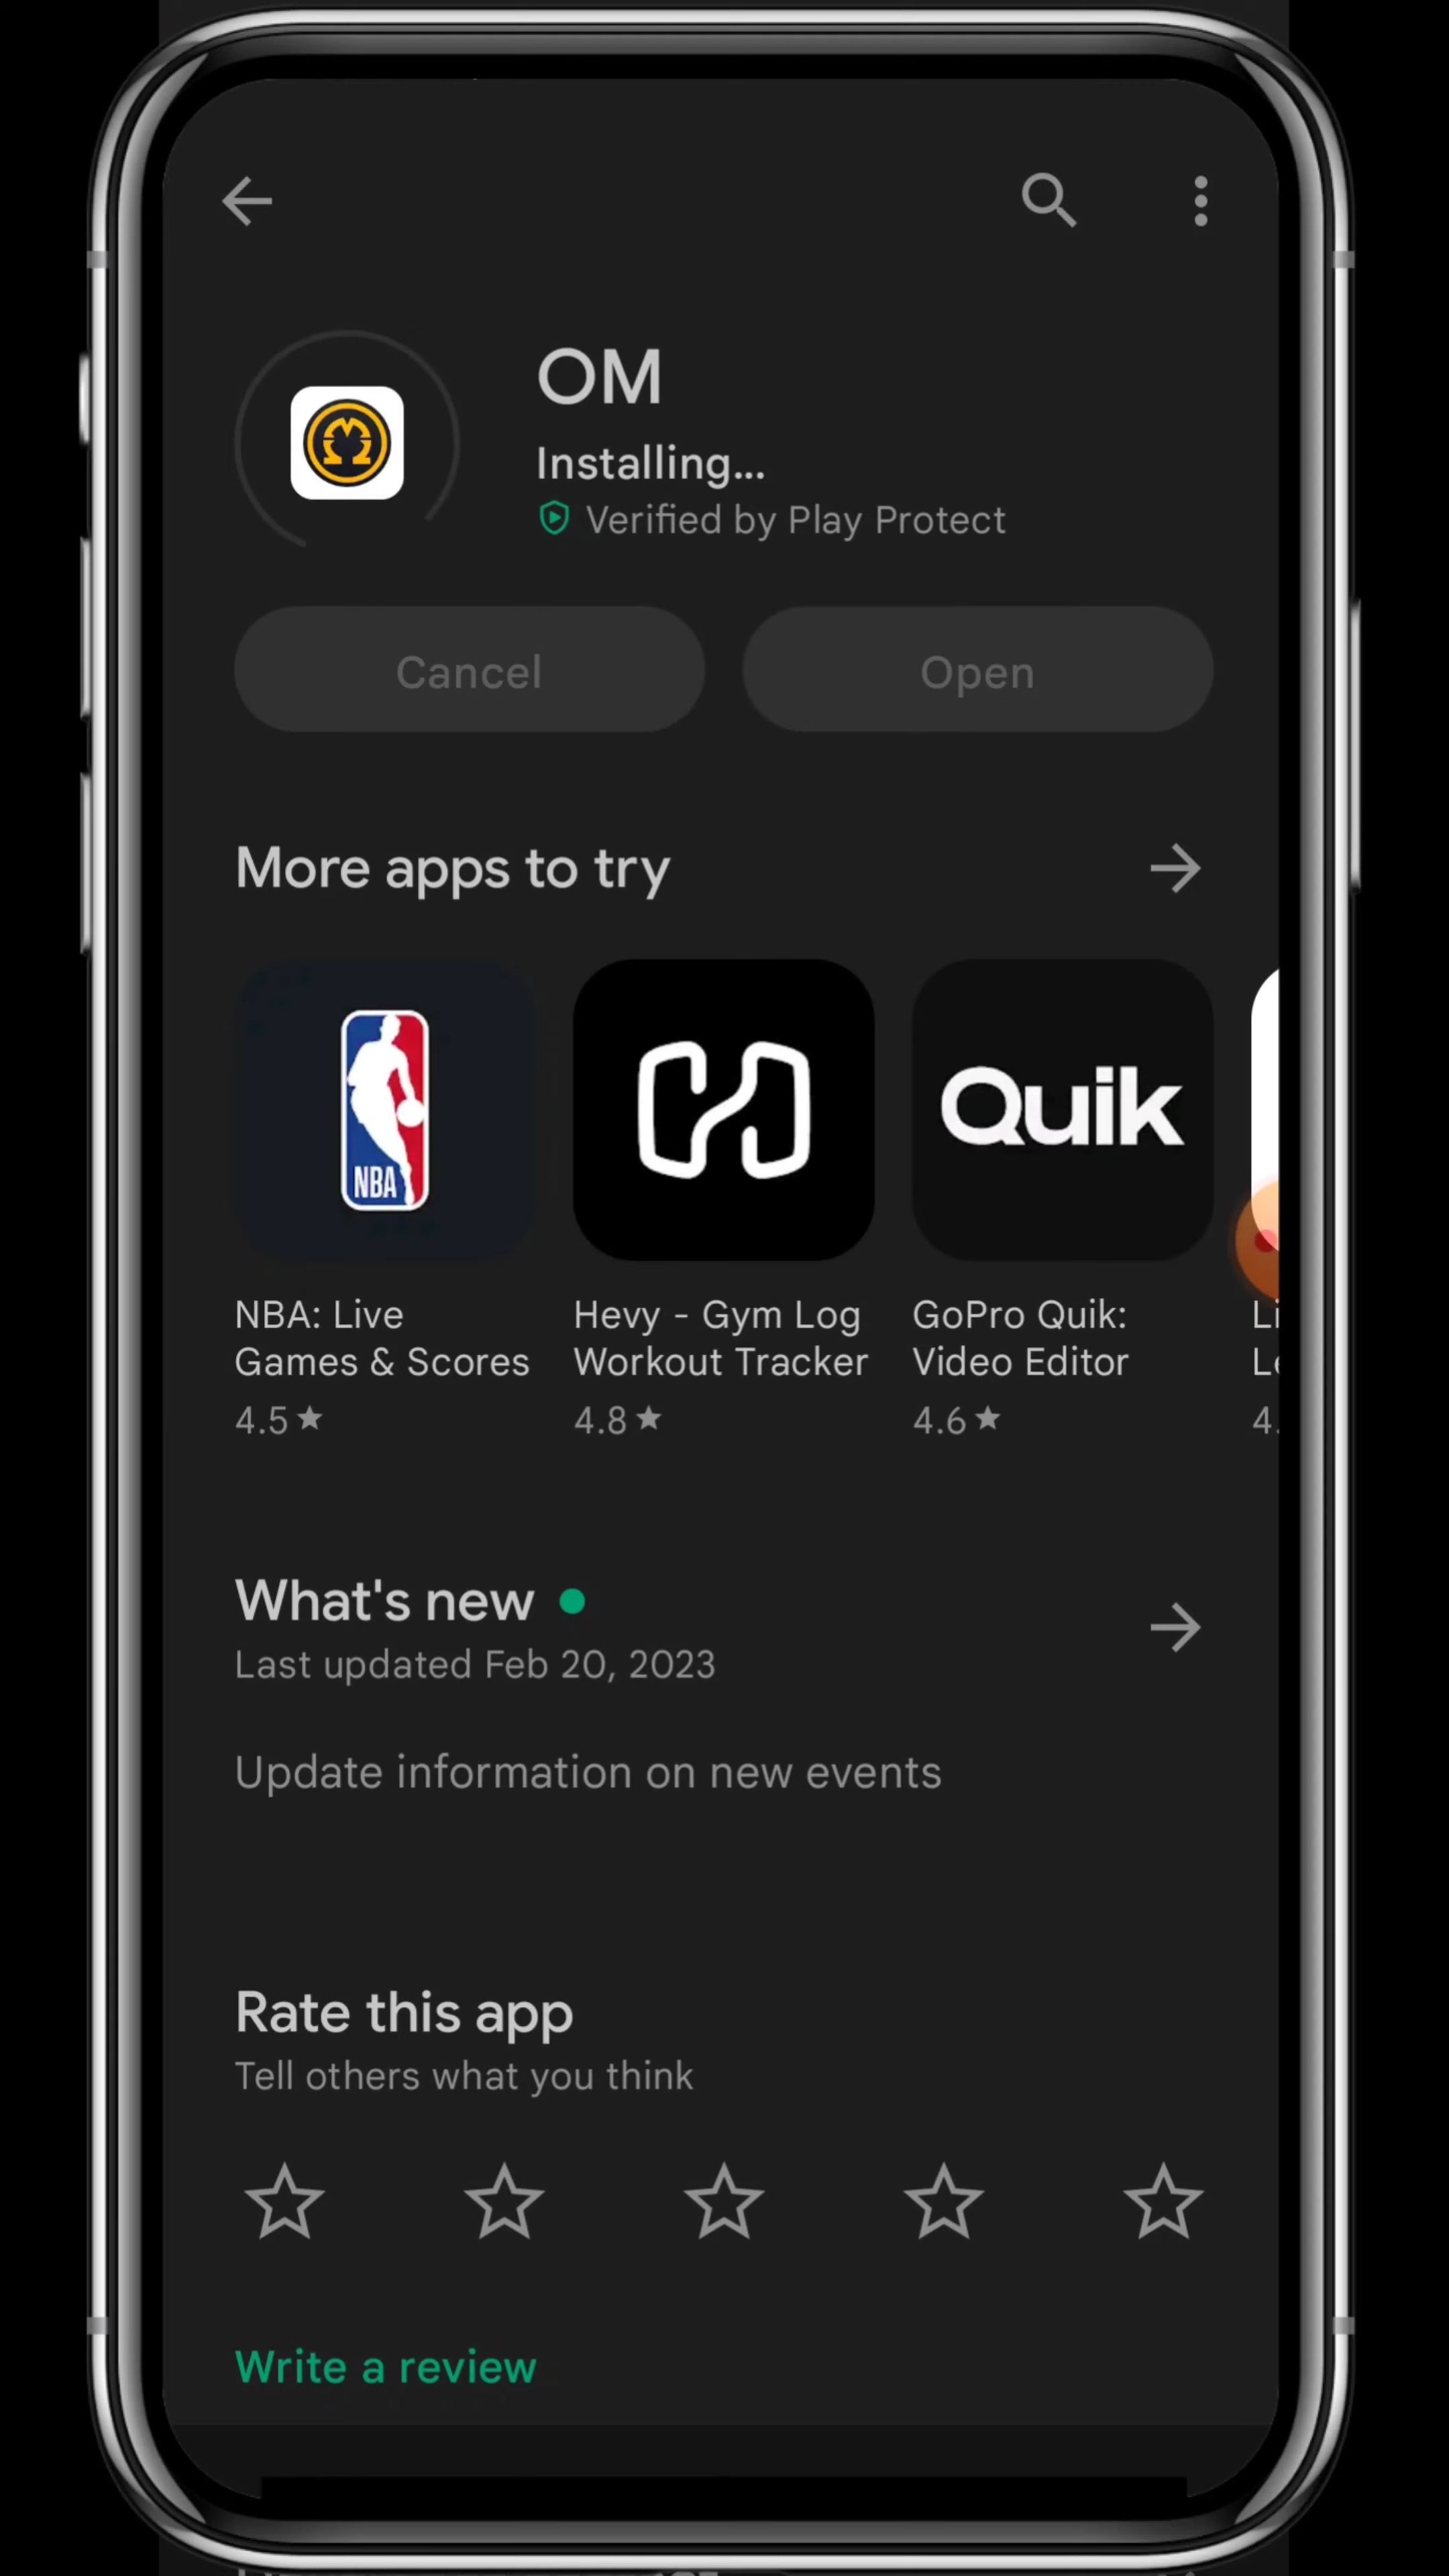 OM
Installing...
Verified by Play Protect
Cancel
Open
More apps to try
NBA
Quik
NBA: Live
Games & Scores
4.5★
Hevy - Gym Log
Workout Tracker
4.8★
GoPro Quik:
Video Editor
4.6★
What's new
Last updated Feb 20, 2023
Update information on new events
Rate this app
Tell others what you think
Write a review